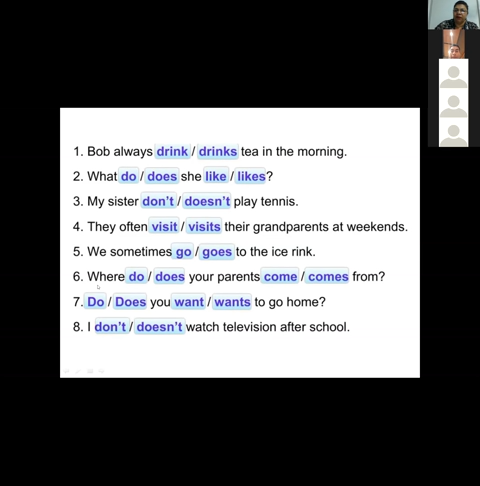 1. Bob always drink / drinks tea in the morning.
2. What do / does she like / likes?
3. My sister don't / doesn't play tennis.
4. They often visit / visits their grandparents at weekends.
5. We sometimes go / goes to the ice rink.
6. Where do / does your parents come / comes from?
7. Do / Does you want / wants to go home?
8. I don't / doesn't watch television after school.